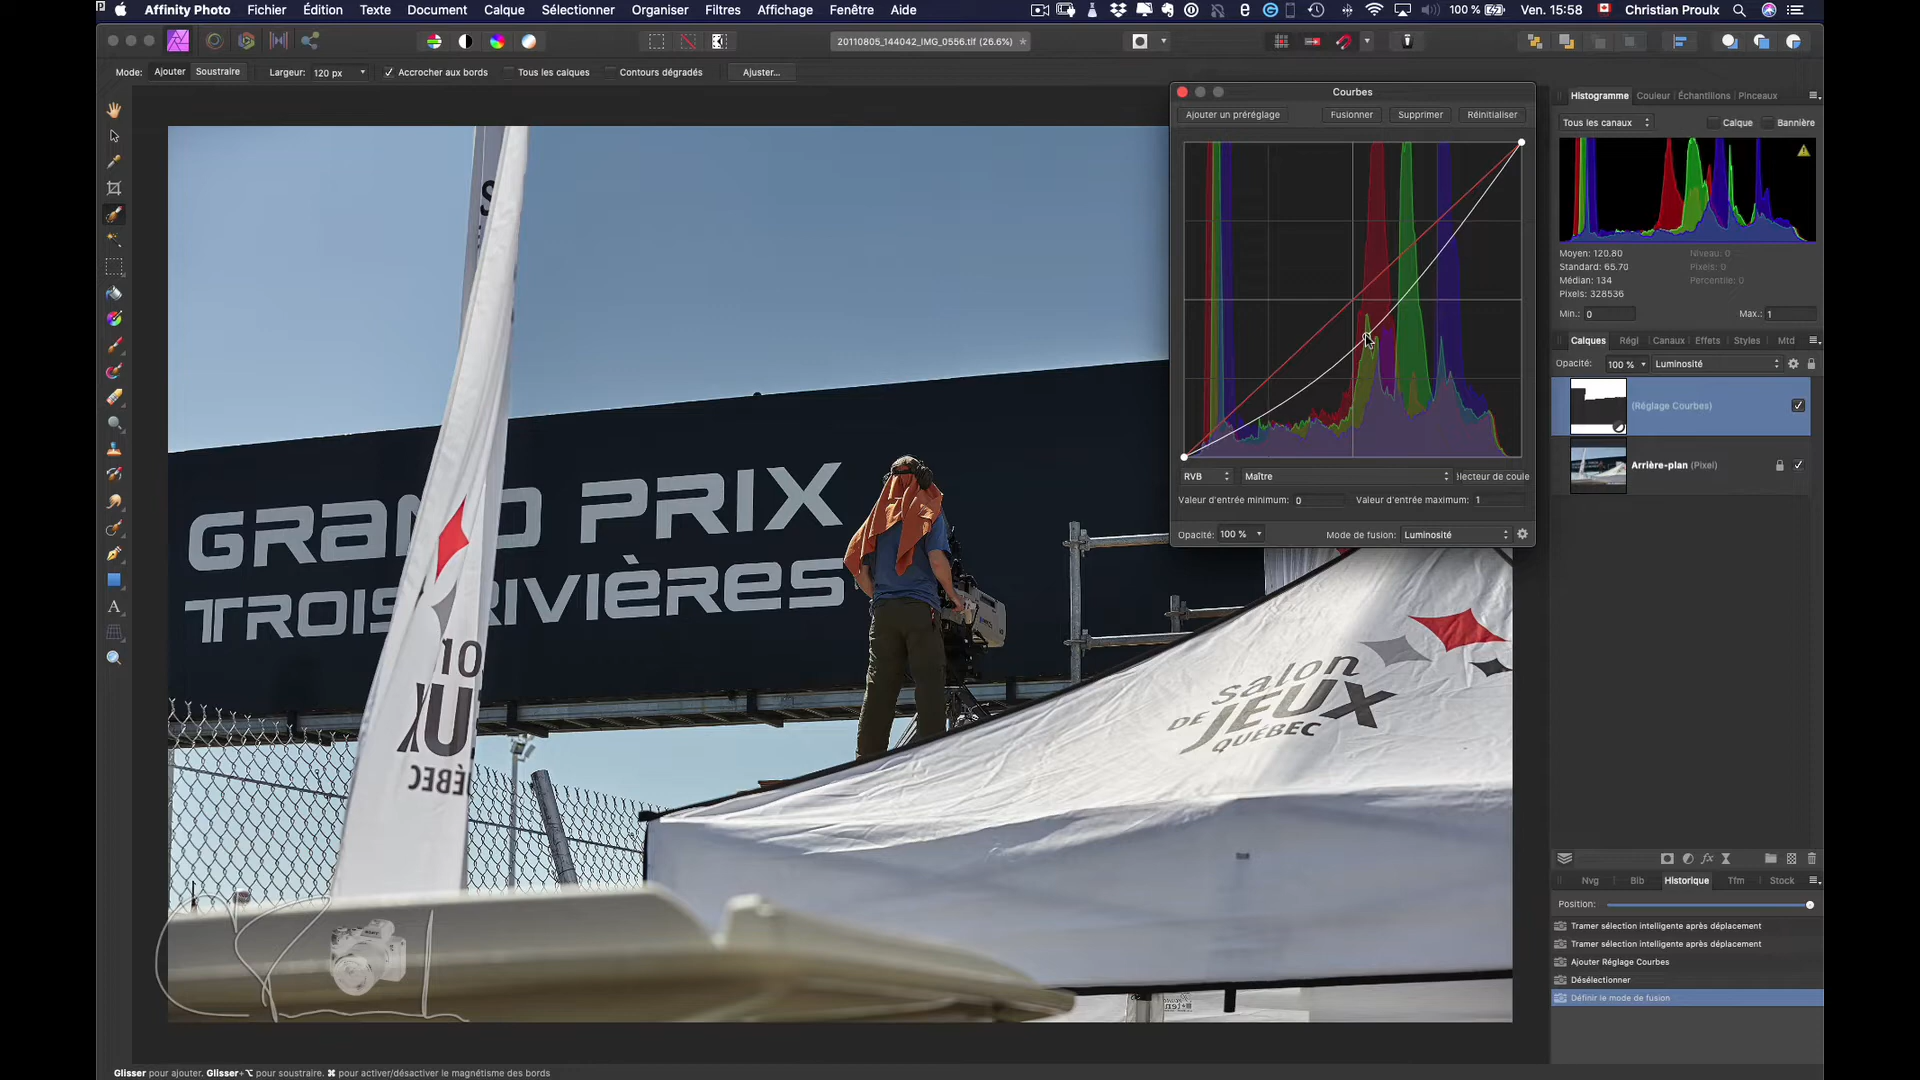 Affinity Photo Fichier Édition Texte Document Calque Sélectionner Organiser Filtres Affichage Fenêtre Aide 100 % Ven. 15:58 Christian Proulx
20110805_144042_IMG_0556.tif (26.6%)
Mode: Ajouter Soustraire Largeur: 120 px Accrocher aux bords Tous les calques Contours dégradés Ajuster...
Courbes
Ajouter un préréglage Fusionner Supprimer Réinitialiser
RVB Maître lecteur de coule
Valeur d'entrée minimum: 0 Valeur d'entrée maximum: 1
Opacité: 100 % Mode de fusion: Luminosité
Histogramme Couleur Échantillons Pinceaux
Tous les canaux Calque Bannière
Moyen: 120.80 Niveau: 0
Standard: 65.70 Pixels: 0
Médian: 134 Percentile: 0
Pixels: 328536
Min.: 0 Max.: 1
Calques Régl Canaux Effets Styles Mtd
Opacité: 100 % Luminosité
(Réglage Courbes)
Arrière-plan (Pixel)
Nvg Bib Historique Tfm Stock
Position:
Tramer sélection intelligente après déplacement
Tramer sélection intelligente après déplacement
Ajouter Réglage Courbes
Désélectionner
Définir le mode de fusion
GRAND PRIX
TROIS RIVIÈRES
salon
DE JEUX
QUÉBEC
UX
ÉBEC
Glisser pour ajouter. Glisser+⌥ pour soustraire. ⌘ pour activer/désactiver le magnétisme des bords